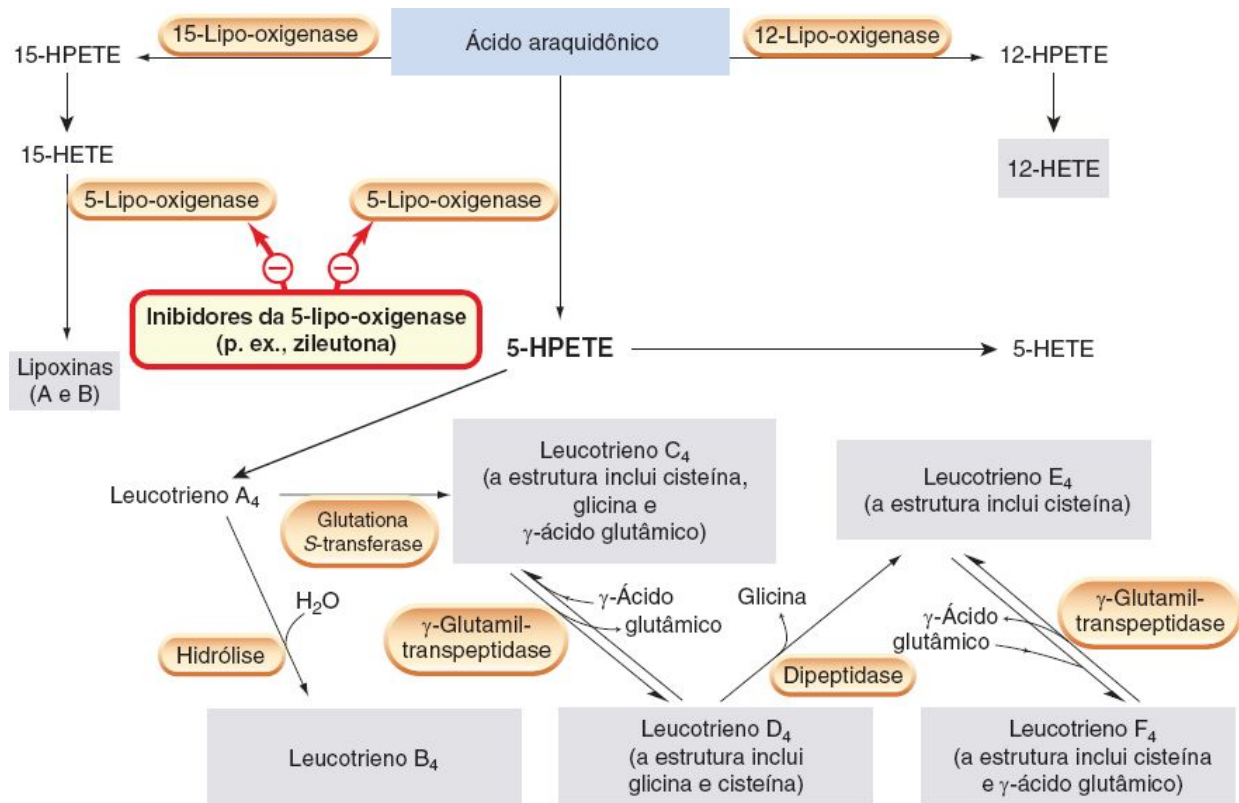 15-Lipo-oxigenase
Ácido araquidônico
12-Lipo-oxigenase
15-HPETE
12-HPETE
15-HETE
12-HETE
5-Lipo-oxigenase
5-Lipo-oxigenase
−
−
Inibidores da 5-lipo-oxigenase
(p. ex., zileutona)
5-HPETE
5-HETE
Lipoxinas
(A e B)
Leucotrieno A₄
Glutationa
S-transferase
Leucotrieno C₄
(a estrutura inclui cisteína,
glicina e
γ-ácido glutâmico)
Leucotrieno E₄
(a estrutura inclui cisteína)
H₂O
Hidrólise
γ-Glutamil-
transpeptidase
γ-Ácido
glutâmico
Glicina
Dipeptidase
γ-Ácido
glutâmico
γ-Glutamil-
transpeptidase
Leucotrieno B₄
Leucotrieno D₄
(a estrutura inclui
glicina e cisteína)
Leucotrieno F₄
(a estrutura inclui cisteína
e γ-ácido glutâmico)